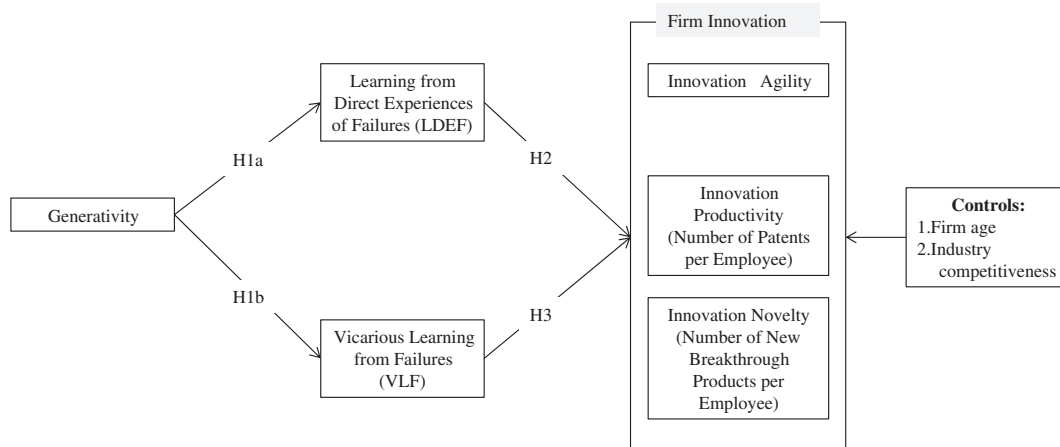 Firm Innovation
Learning from
Direct Experiences
of Failures (LDEF)
Innovation Agility
H1a
H2
Generativity
Innovation
Productivity
(Number of Patents
per Employee)
Controls:
1.Firm age
2.Industry
competitiveness
H1b
H3
Vicarious Learning
from Failures
(VLF)
Innovation Novelty
(Number of New
Breakthrough
Products per
Employee)